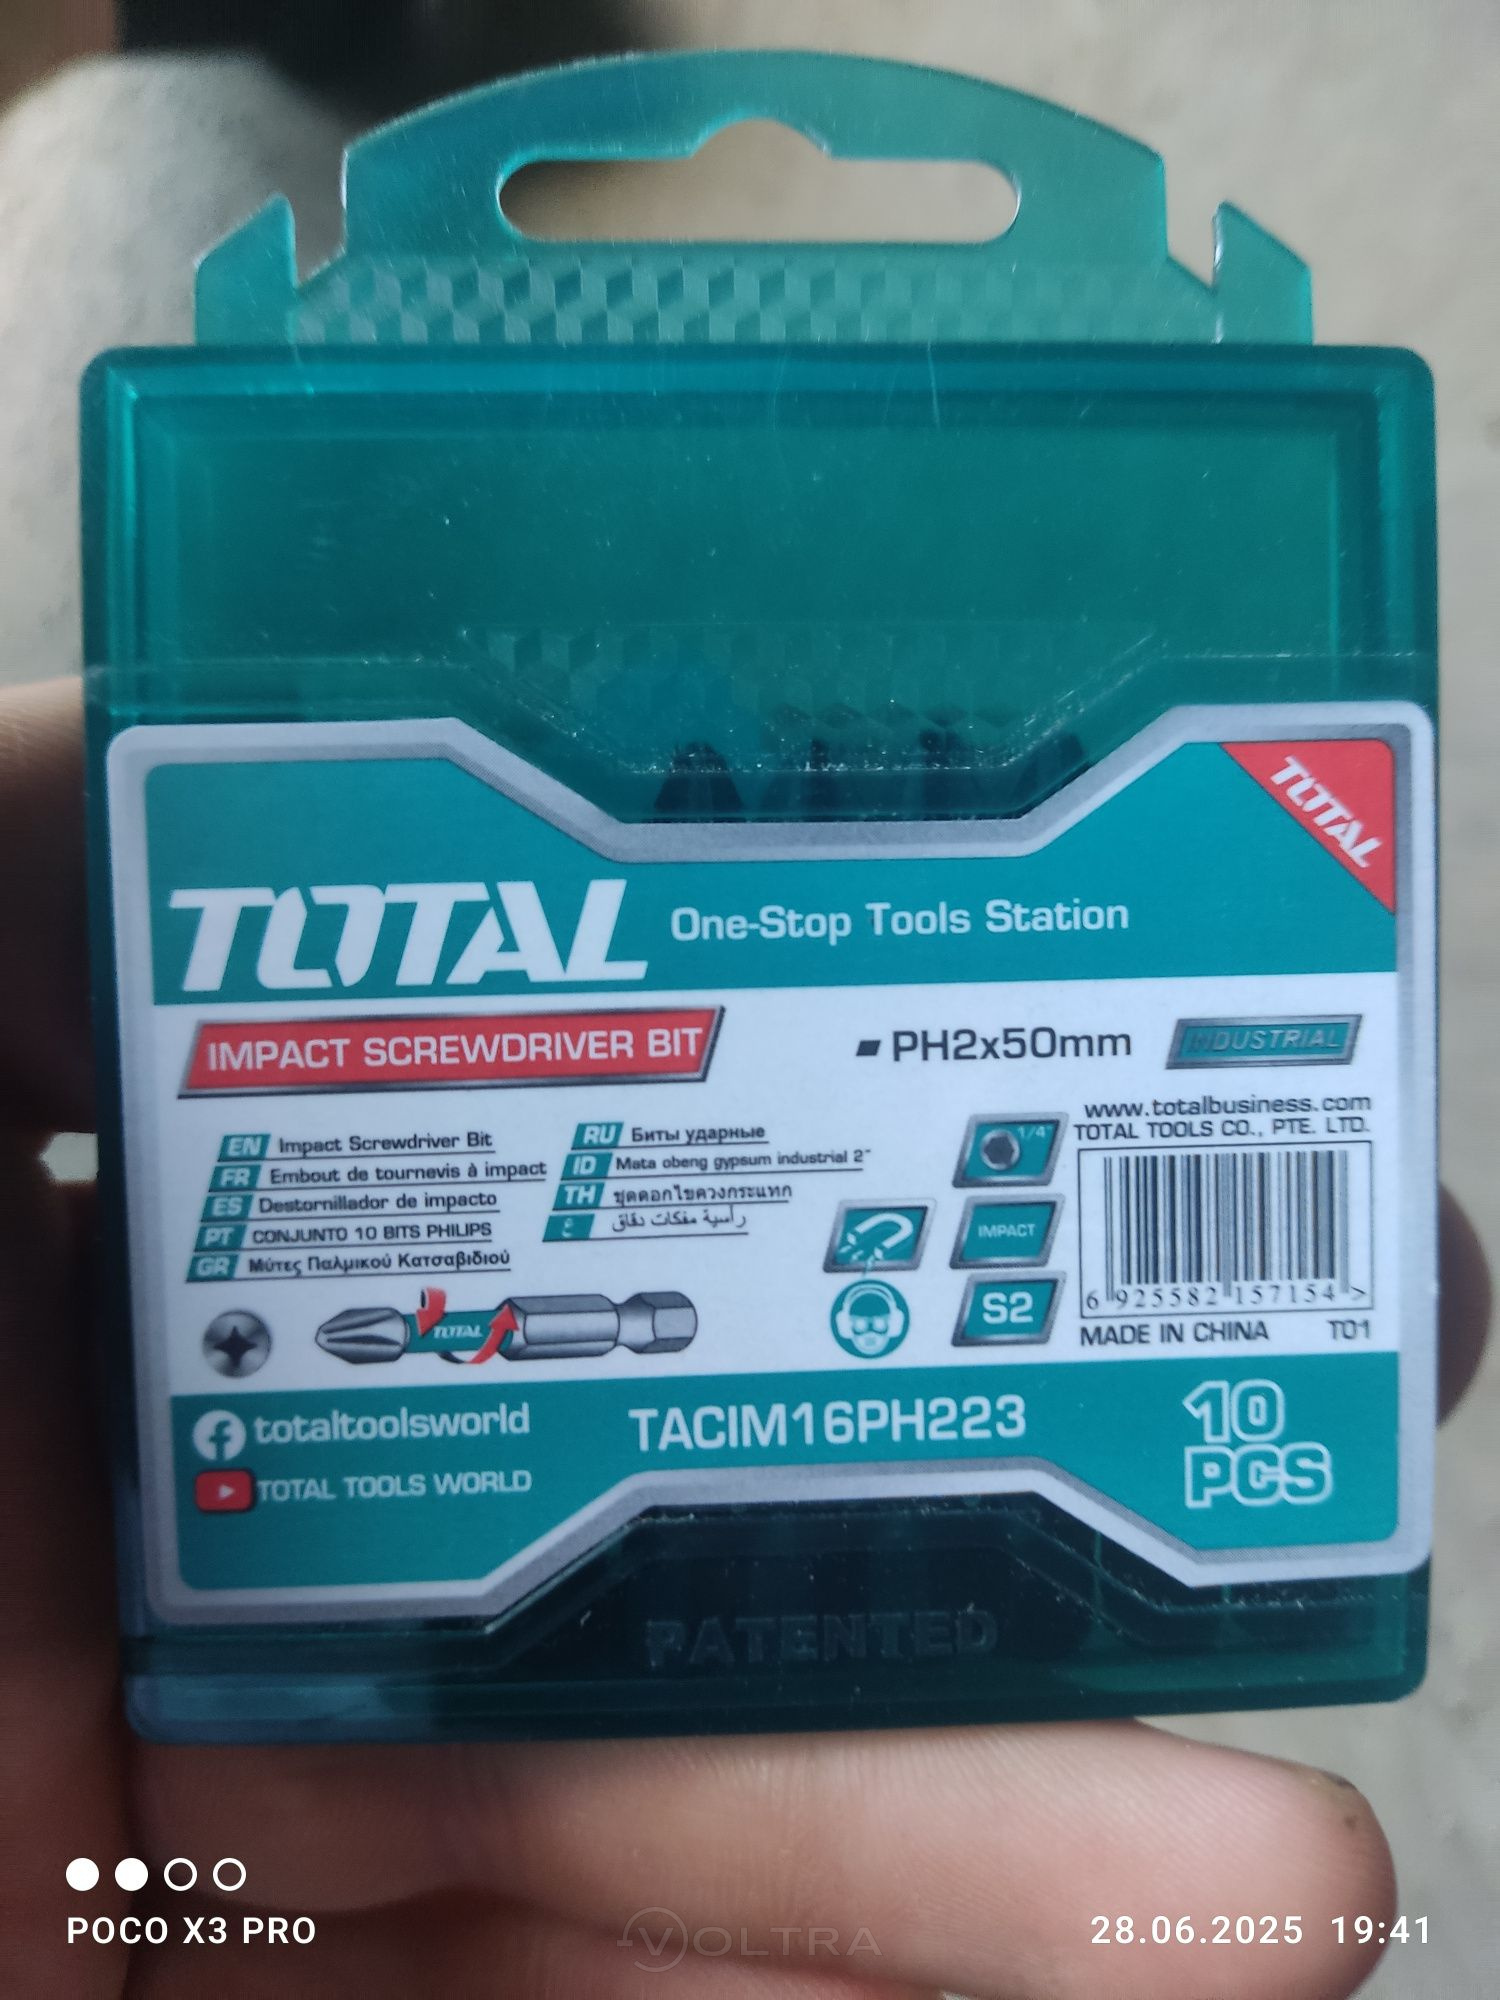 TOTAL
TOTAL One-Stop Tools Station
IMPACT SCREWDRIVER BIT
PH2x50mm
INDUSTRIAL
EN Impact Screwdriver Bit
FR Embout de tournevis à impact
ES Destornillador de impacto
PT CONJUNTO 10 BITS PHILIPS
GR Μύτες Παλμικού Κατσαβιδιού
RU Биты ударные
ID Mata obeng gypsum industrial 2"
TH ชุดดอกไขควงกระแทก
ع رأسية مفكات دقاق
1/4"
IMPACT
S2
www.totalbusiness.com
TOTAL TOOLS CO., PTE. LTD.
6 925582 157154 >
MADE IN CHINA T01
TOTAL
totaltoolsworld
TOTAL TOOLS WORLD
TACIM16PH223
10
PCS
PATENTED
POCO X3 PRO
VOLTRA
28.06.2025 19:41